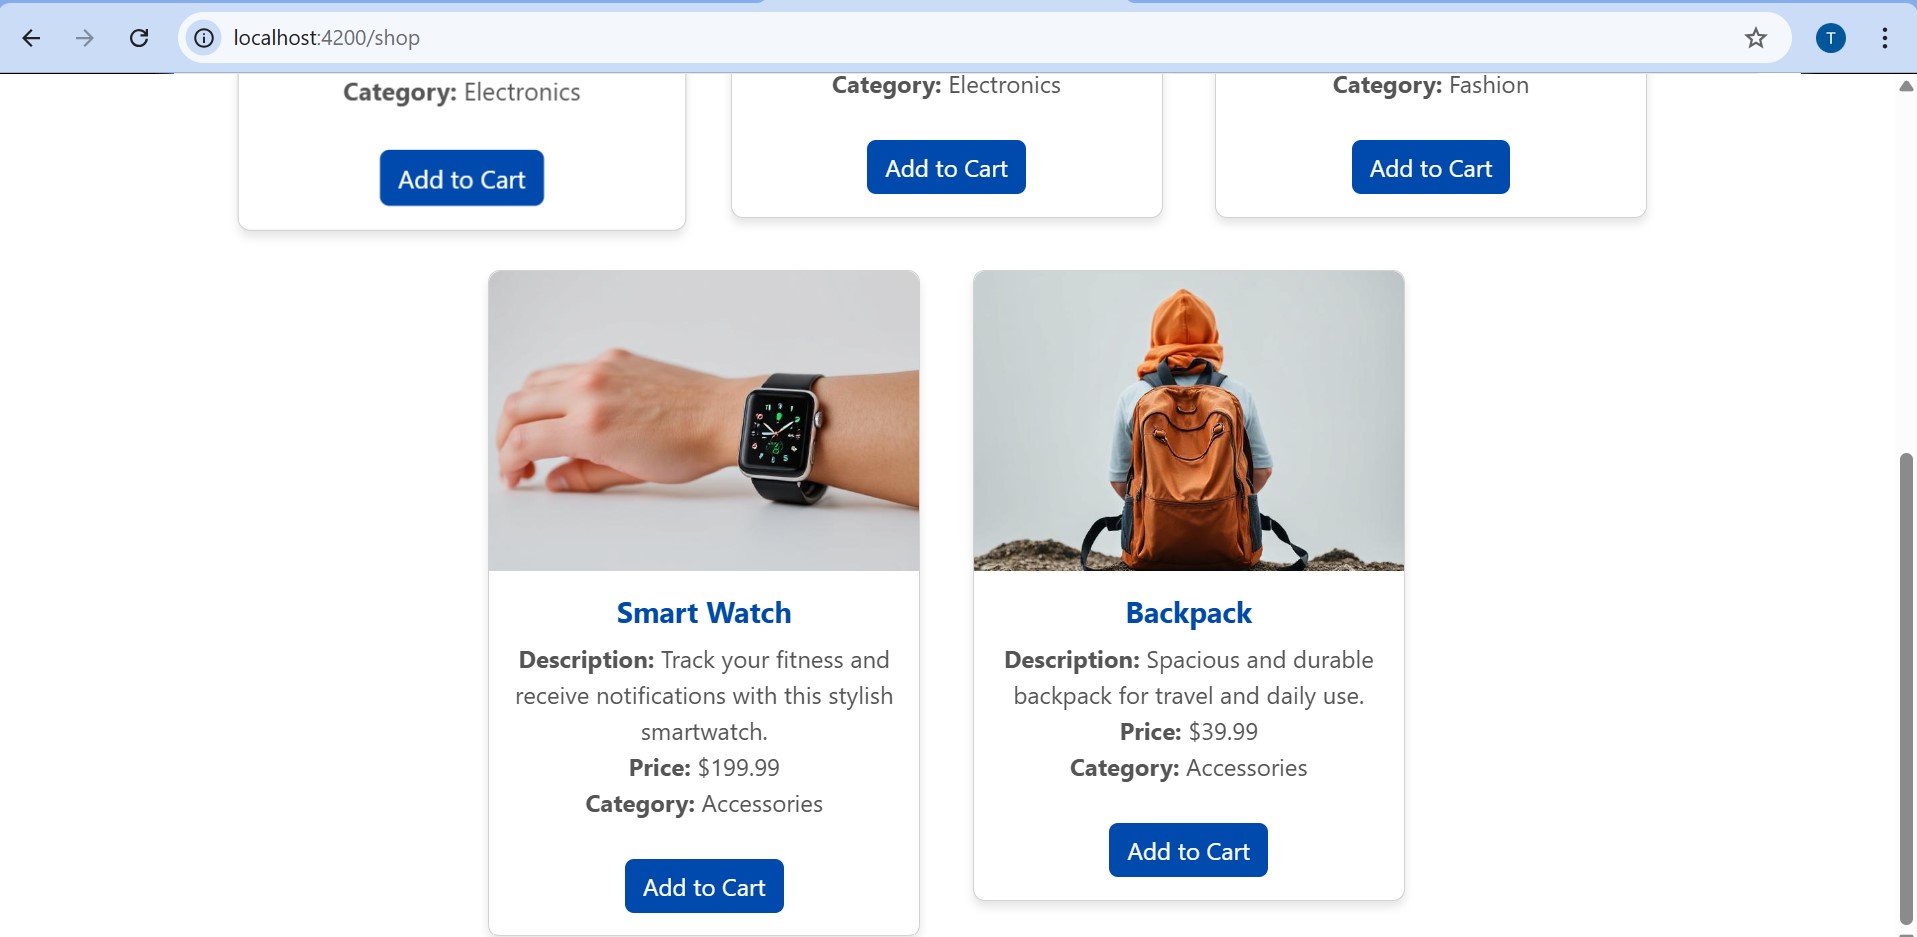 localhost:4200/shop
T
Category: Electronics
Category: Electronics
Category: Fashion
Add to Cart
Add to Cart
Add to Cart
Smart Watch
Description: Track your fitness and
receive notifications with this stylish
smartwatch.
Price: $199.99
Category: Accessories
Add to Cart
Backpack
Description: Spacious and durable
backpack for travel and daily use.
Price: $39.99
Category: Accessories
Add to Cart